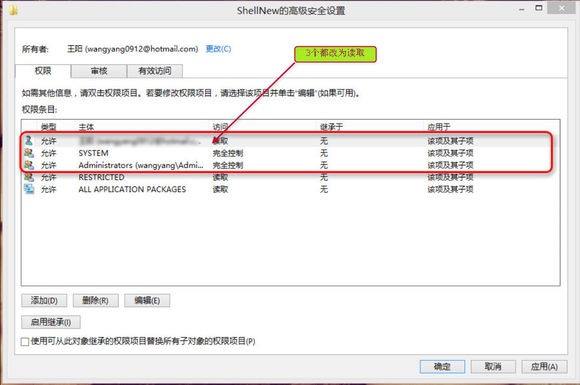 ShellNew的高级安全设置
所有者: 王阳 (wangyang0912@hotmail.com) 更改(C)
3个都改为读取
权限 审核 有效访问
如需其他信息，请双击权限项目。若要修改权限项目，请选择该项目并单击“编辑”(如果可用)。
权限条目:
类型 主体 访问 继承于 应用于
允许 读取 无 该项及其子项
允许 SYSTEM 完全控制 无 该项及其子项
允许 Administrators (wangyang\Admi... 完全控制 无 该项及其子项
允许 RESTRICTED 读取 无 该项及其子项
允许 ALL APPLICATION PACKAGES 读取 无 该项及其子项
添加(D) 删除(R) 编辑(E)
启用继承(I)
使用可从此对象继承的权限项目替换所有子对象的权限项目(P)
确定 取消 应用(A)